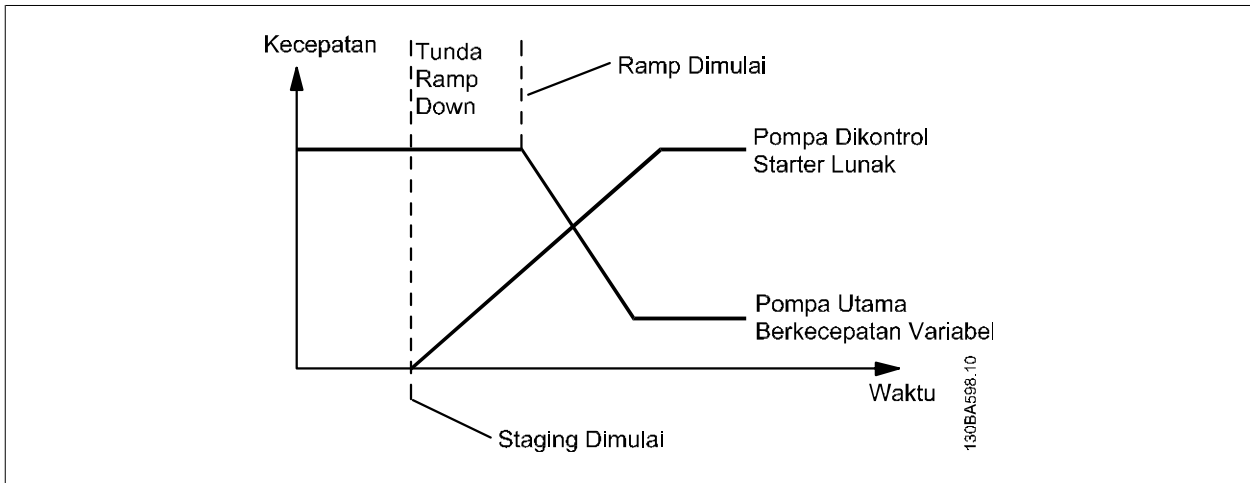 Kecepatan
Tunda
Ramp
Down
Ramp Dimulai
Pompa Dikontrol
Starter Lunak
Pompa Utama
Berkecepatan Variabel
Waktu
Staging Dimulai
130BA598.10